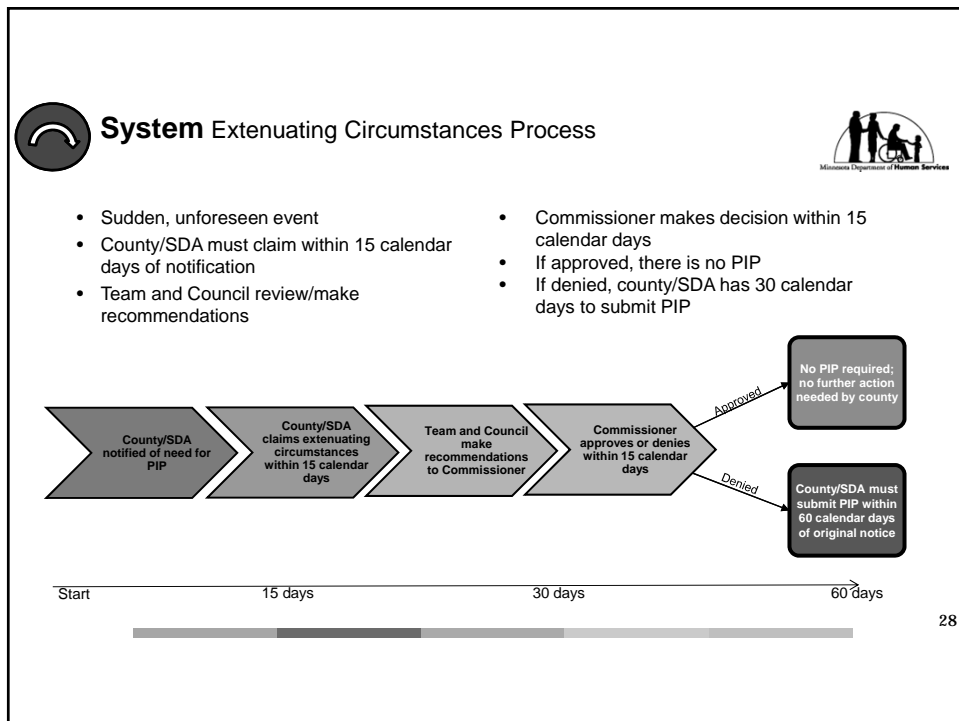 System Extenuating Circumstances Process
Minnesota Department of Human Services
• Sudden, unforeseen event
• County/SDA must claim within 15 calendar
days of notification
• Team and Council review/make
recommendations
• Commissioner makes decision within 15
calendar days
• If approved, there is no PIP
• If denied, county/SDA has 30 calendar
days to submit PIP
County/SDA
notified of need for
PIP
County/SDA
claims extenuating
circumstances
within 15 calendar
days
Team and Council
make
recommendations
to Commissioner
Commissioner
approves or denies
within 15 calendar
days
Approved
No PIP required;
no further action
needed by county
Denied
County/SDA must
submit PIP within
60 calendar days
of original notice
Start
15 days
30 days
60 days
28